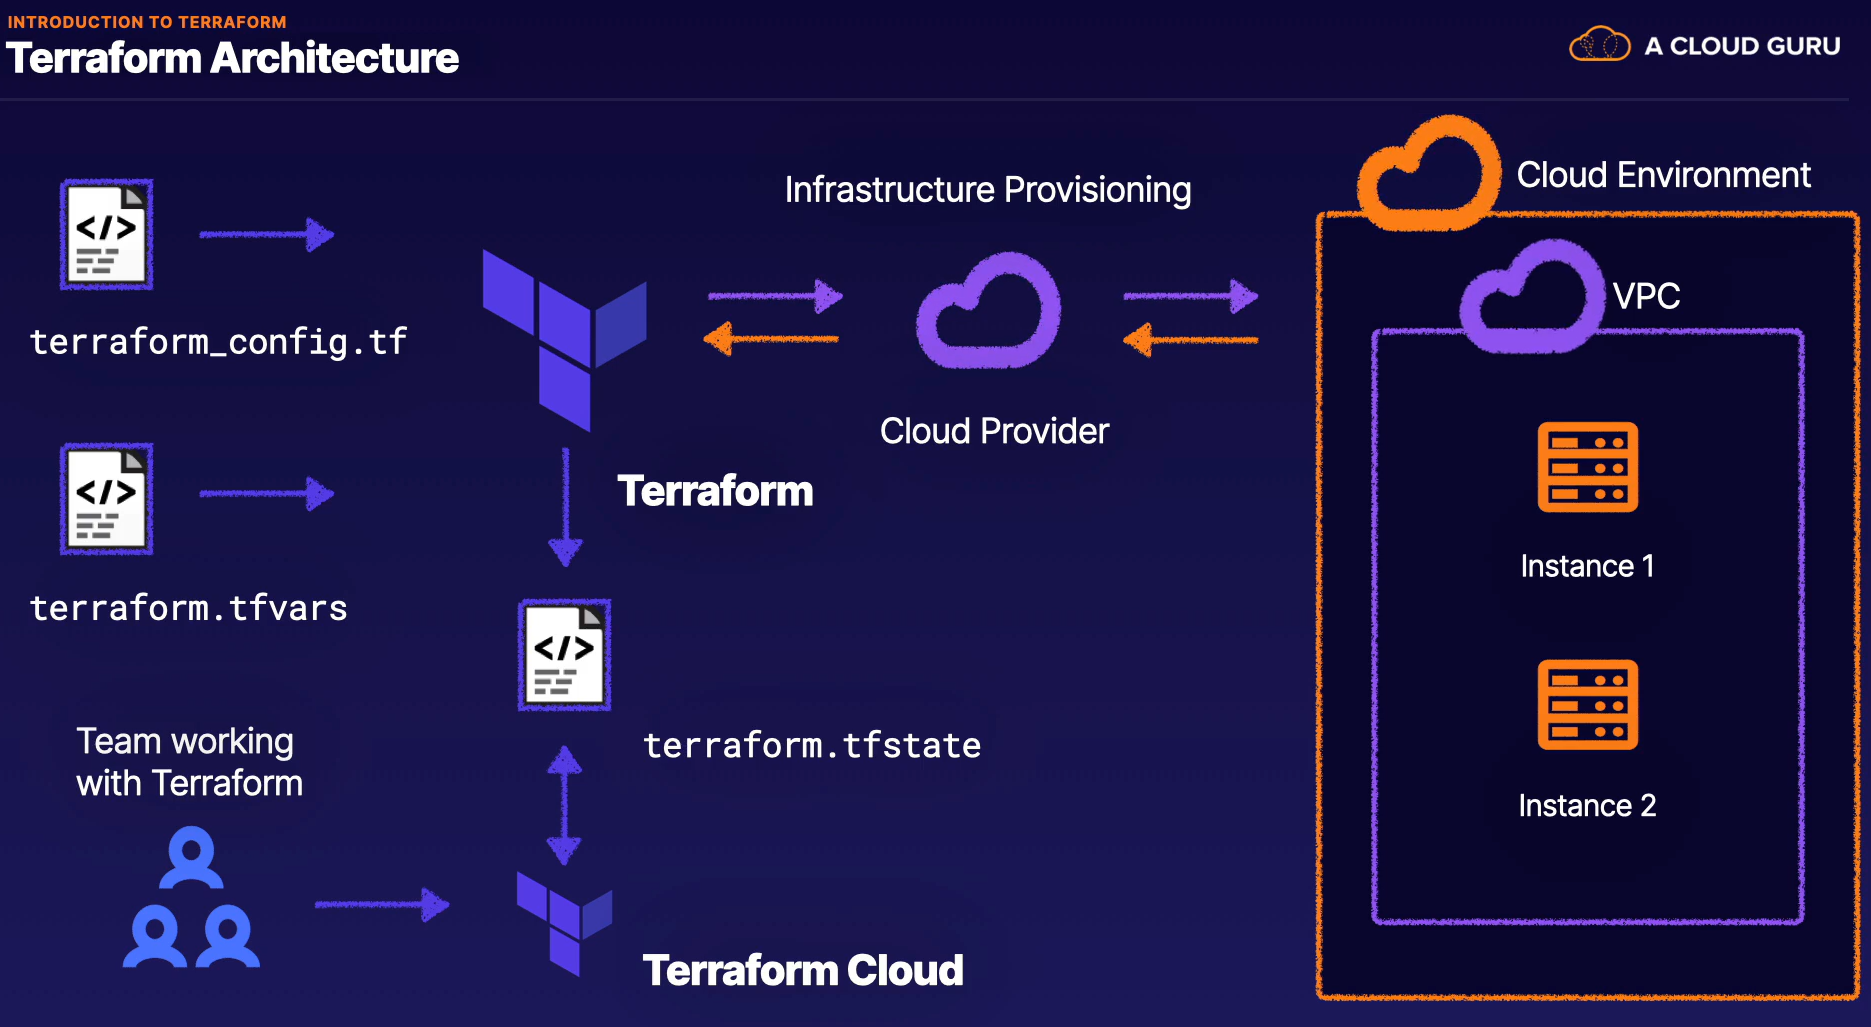 INTRODUCTION TO TERRAFORM
Terraform Architecture
A CLOUD GURU
</>
terraform_config.tf
</>
terraform.tfvars
Team working
with Terraform
Terraform
</>
terraform.tfstate
Terraform Cloud
Infrastructure Provisioning
Cloud Provider
Cloud Environment
VPC
Instance 1
Instance 2